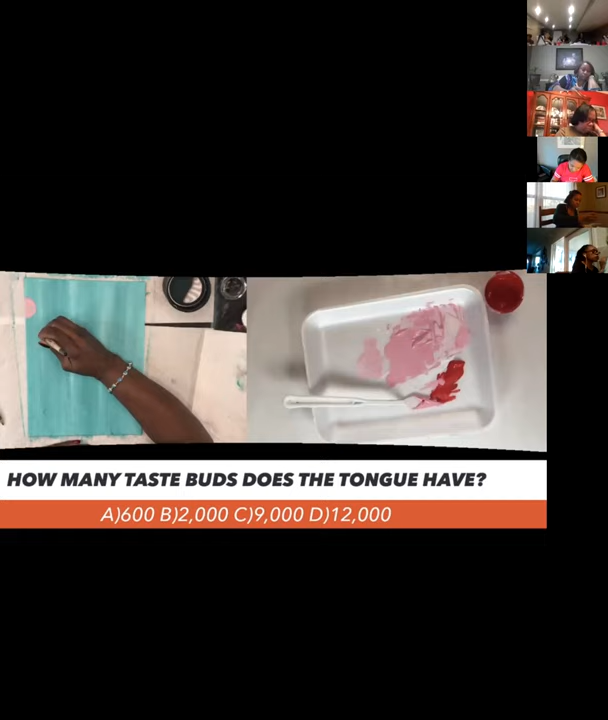 HOW MANY TASTE BUDS DOES THE TONGUE HAVE?
A)600 B)2,000 C)9,000 D)12,000